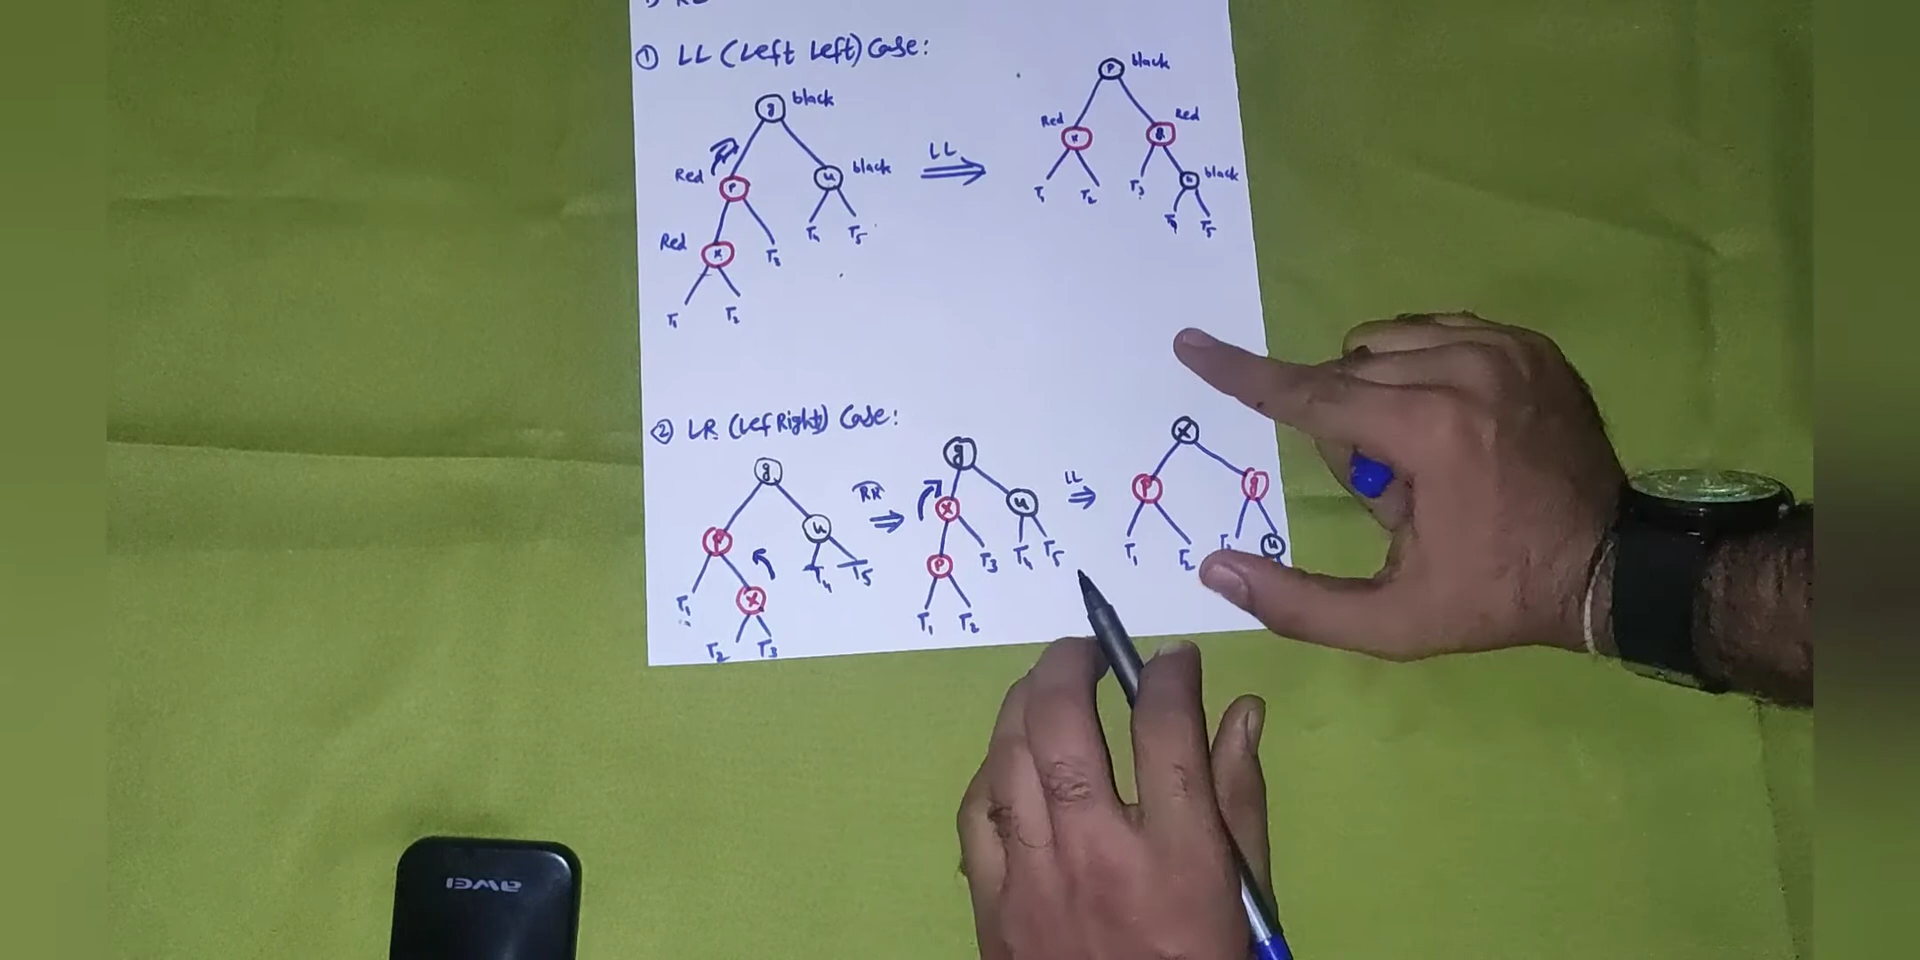 ① LL (Left Left) Case:
g black
Red P
u black
Red x
T3
T4 T5
T1 T2
LL
P black
Red x
Red g
T1 T2 T3
u black
T4 T5
② LR (Lef Right) Case:
g
P
u
T1
x
T4 T5
T2 T3
RR
g
x
u
P
T3 T4 T5
T1 T2
LL
X
P
g
T1 T2
u
awei